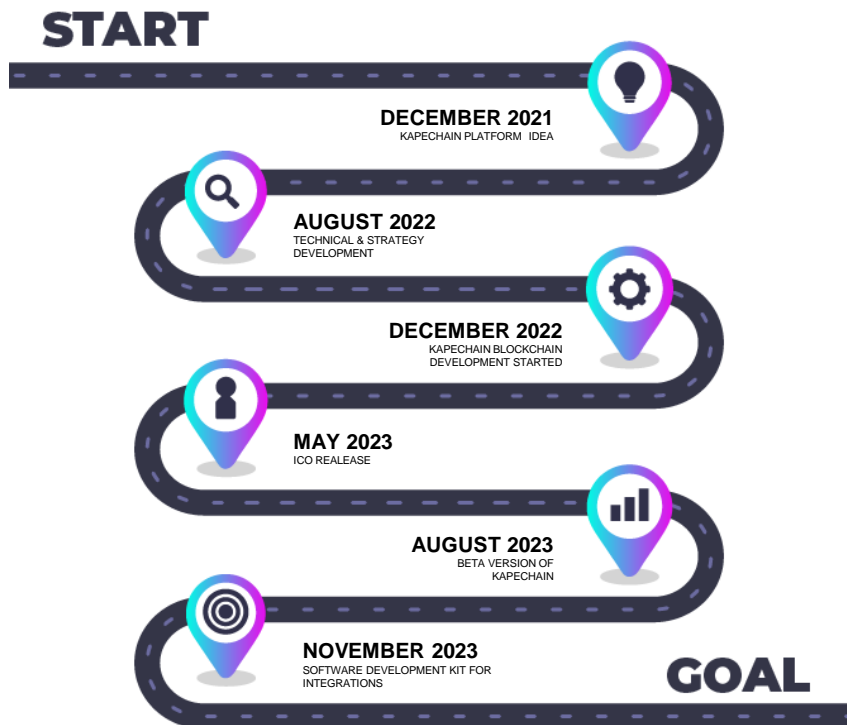 START
DECEMBER 2021
KAPECHAIN PLATFORM IDEA
AUGUST 2022
TECHNICAL & STRATEGY
DEVELOPMENT
DECEMBER 2022
KAPECHAIN BLOCKCHAIN
DEVELOPMENT STARTED
MAY 2023
ICO REALEASE
AUGUST 2023
BETA VERSION OF
KAPECHAIN
NOVEMBER 2023
SOFTWARE DEVELOPMENT KIT FOR
INTEGRATIONS
GOAL